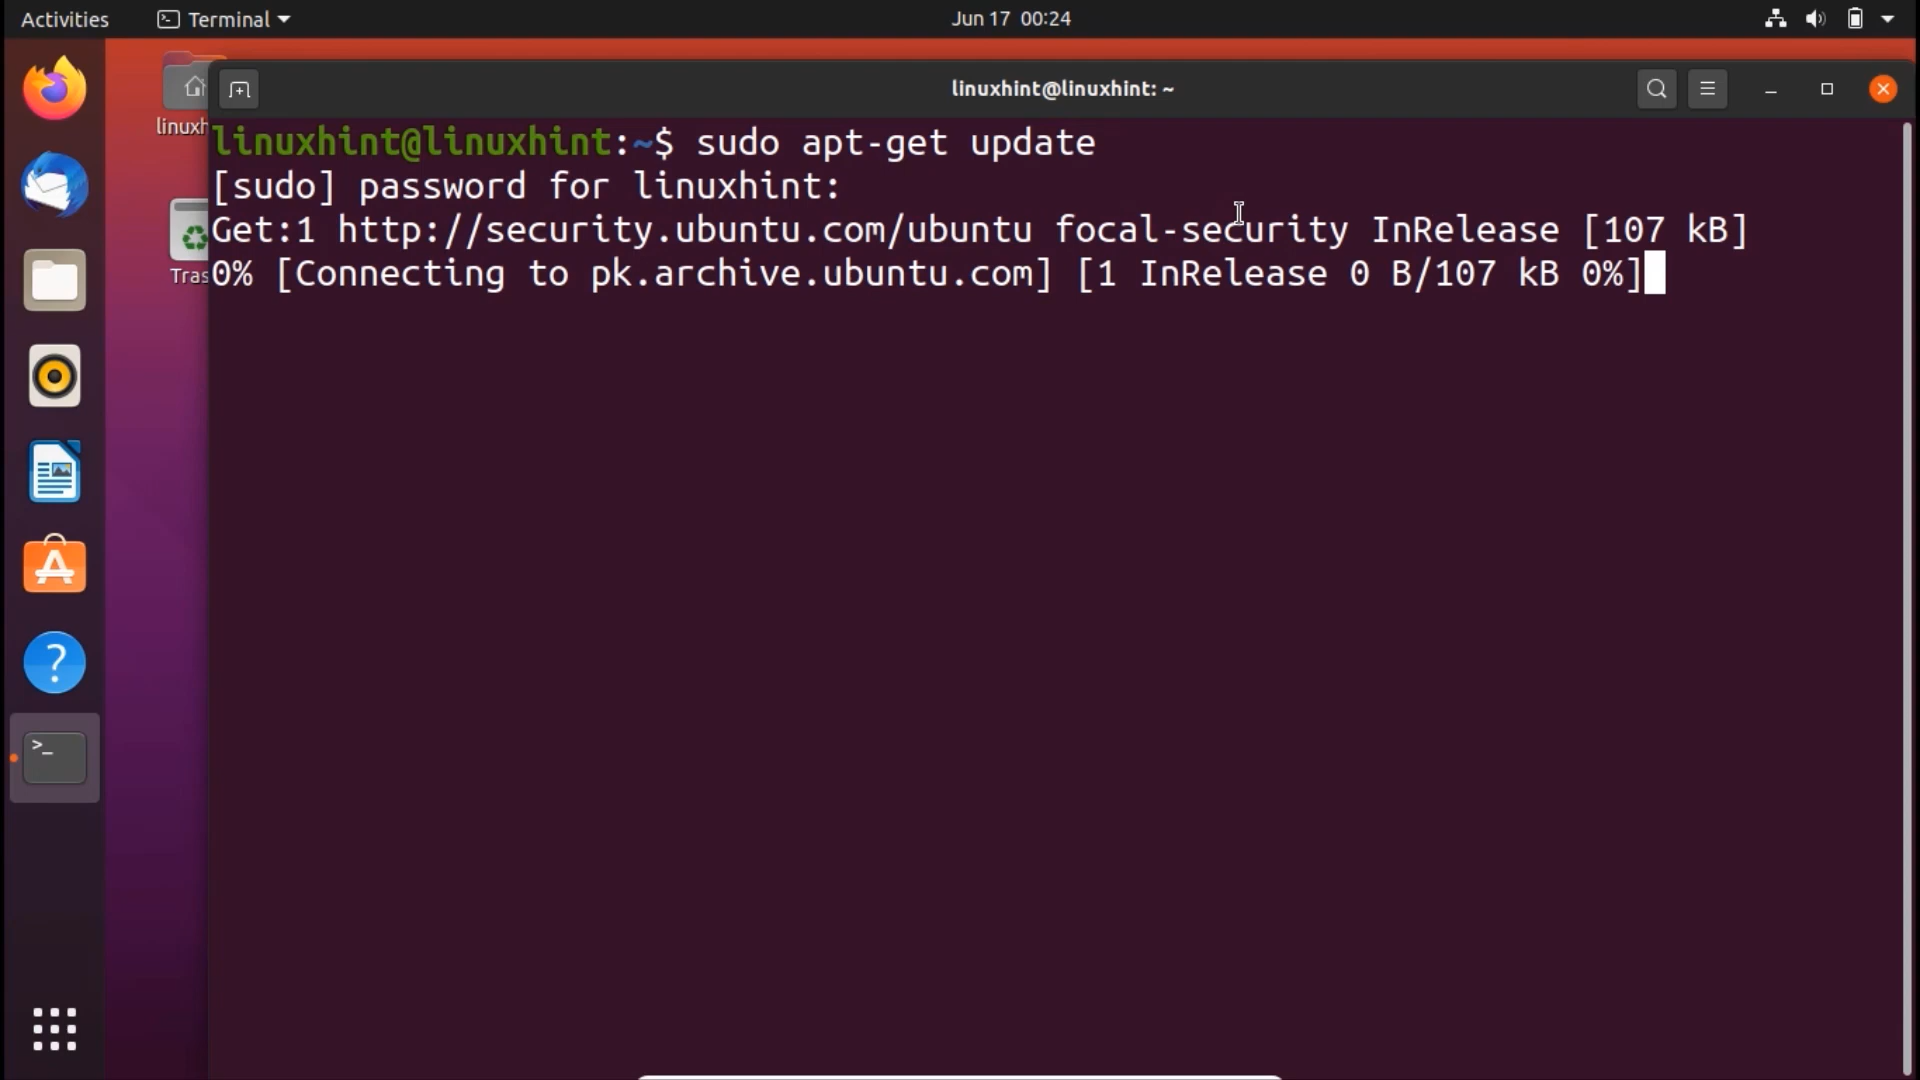 Activities
Terminal
Jun 17 00:24
linuxhint@linuxhint: ~
linuxh
Tras
linuxhint@linuxhint:~$ sudo apt-get update
[sudo] password for linuxhint:
Get:1 http://security.ubuntu.com/ubuntu focal-security InRelease [107 kB]
0% [Connecting to pk.archive.ubuntu.com] [1 InRelease 0 B/107 kB 0%]